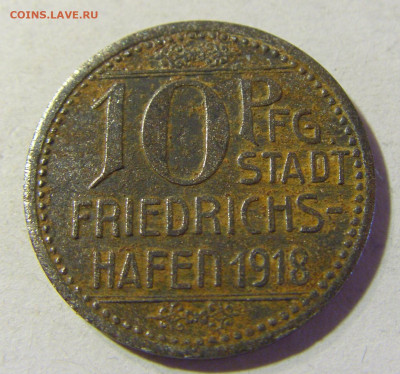 COINS.LAVE.RU
10 PFG.
STADT
FRIEDRICHS-
HAFEN 1918